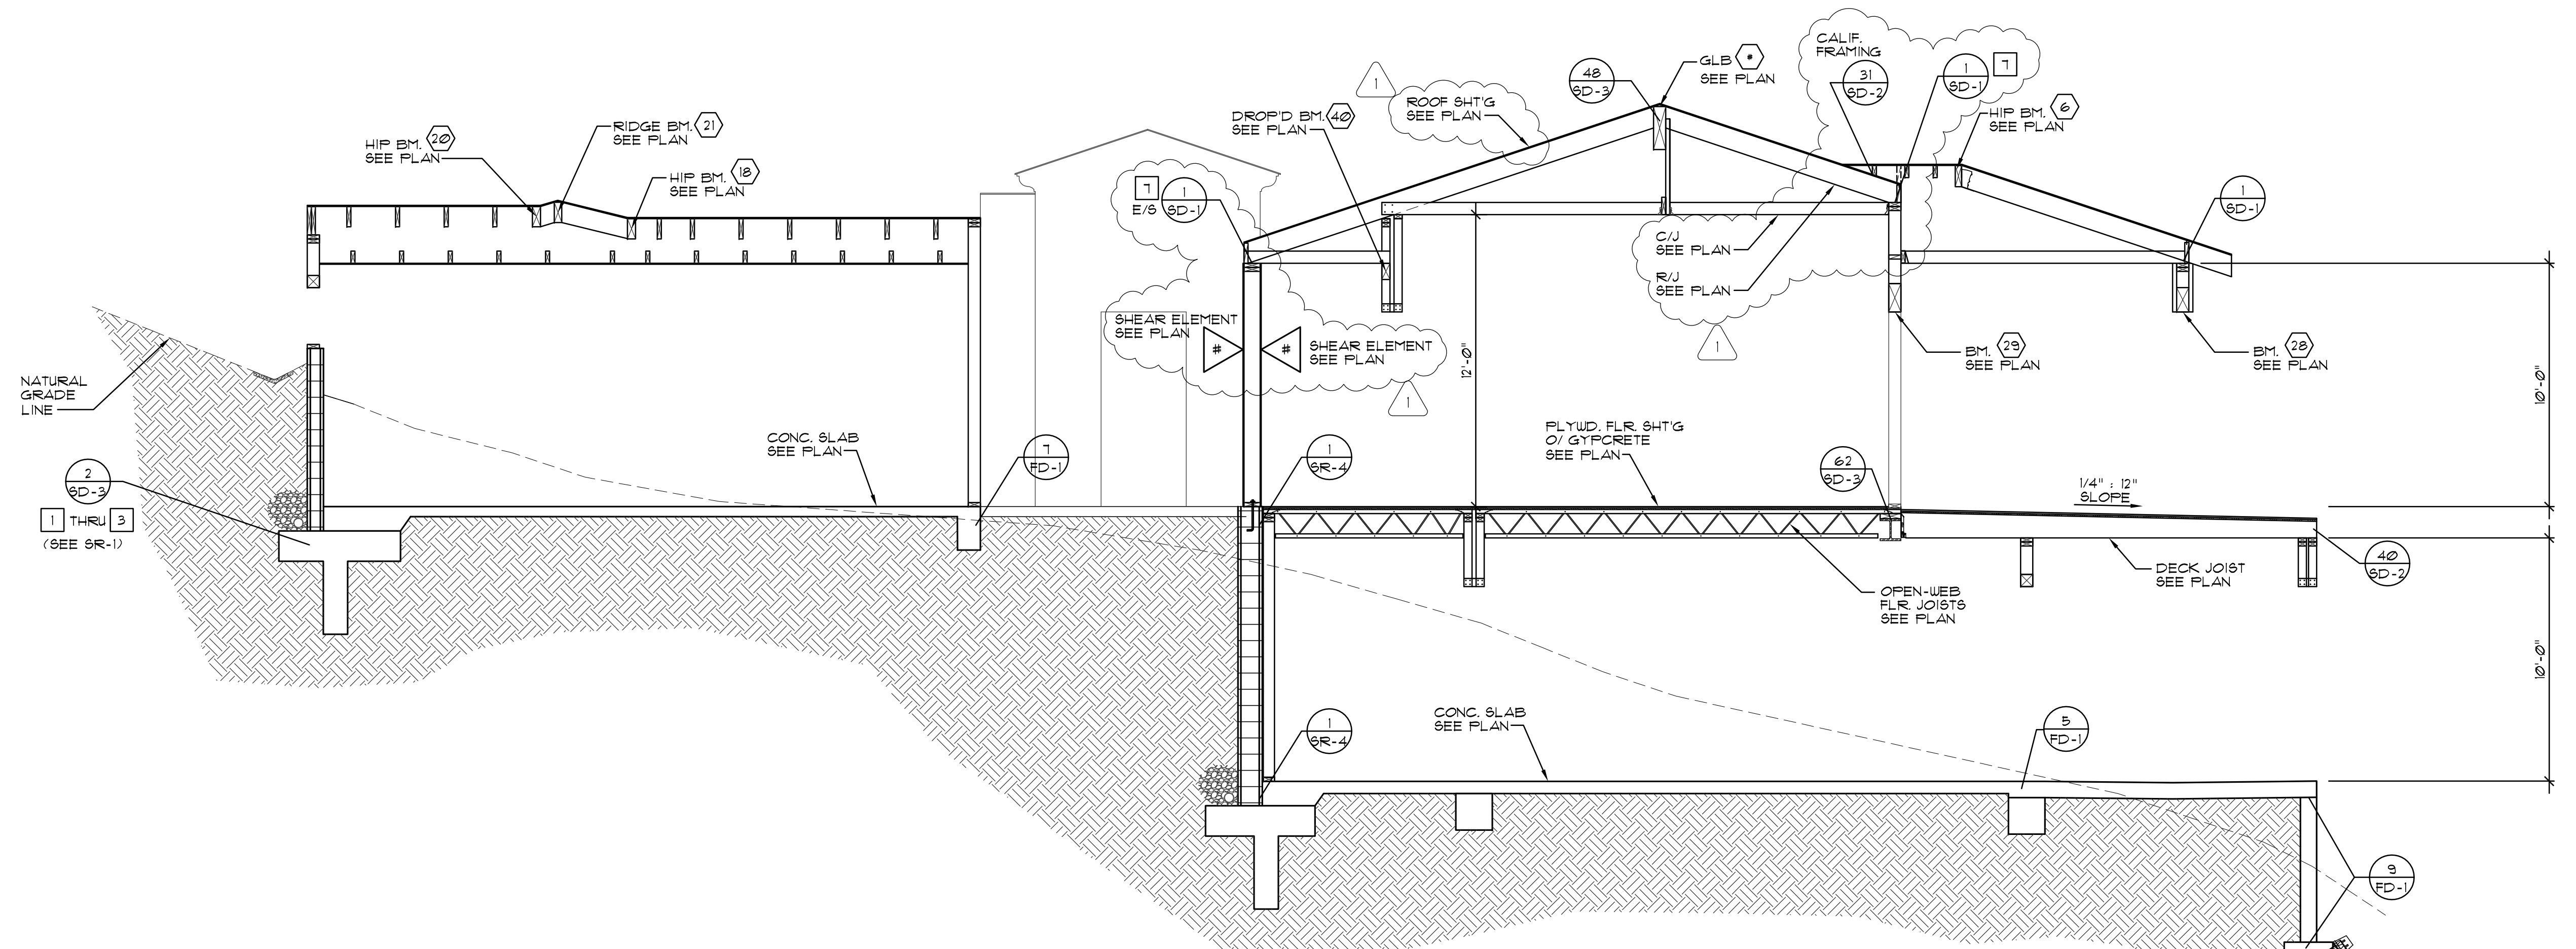 CALIF.
FRAMING
31
SD-2
1
SD-1
7
GLB #
SEE PLAN
48
SD-3
1
ROOF SHT'G
SEE PLAN
DROP'D BM. 40
SEE PLAN
HIP BM. 6
SEE PLAN
RIDGE BM. 21
SEE PLAN
HIP BM. 20
SEE PLAN
HIP BM. 18
SEE PLAN
7
E/S
1
SD-1
1
SD-1
C/J
SEE PLAN
R/J
SEE PLAN
1
SHEAR ELEMENT
SEE PLAN
#
#
SHEAR ELEMENT
SEE PLAN
1
12'-0"
BM. 29
SEE PLAN
BM. 28
SEE PLAN
10'-0"
NATURAL
GRADE
LINE
CONC. SLAB
SEE PLAN
7
FD-1
1
SR-4
PLYWD. FLR. SHT'G
O/ GYPCRETE
SEE PLAN
62
SD-3
1/4" : 12"
SLOPE
2
SD-3
1 THRU 3
(SEE SR-1)
40
SD-2
DECK JOIST
SEE PLAN
OPEN-WEB
FLR. JOISTS
SEE PLAN
10'-0"
CONC. SLAB
SEE PLAN
1
SR-4
5
FD-1
9
FD-1